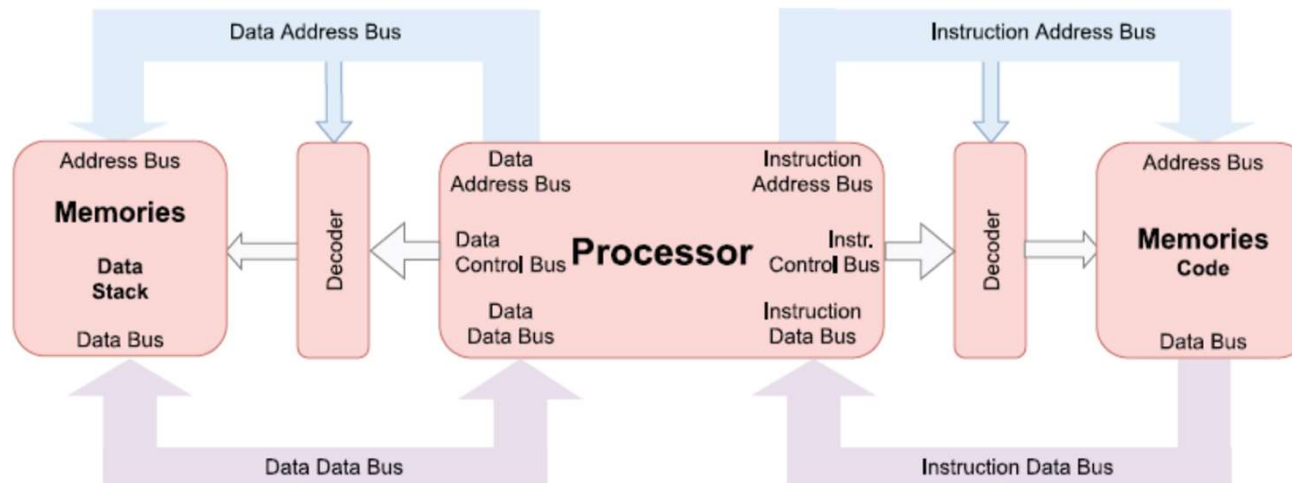 Data Address Bus
Instruction Address Bus
Address Bus
Memories
Data
Stack
Data Bus
Decoder
Data
Address Bus
Data
Control Bus
Data
Data Bus
Processor
Instruction
Address Bus
Instr.
Control Bus
Instruction
Data Bus
Decoder
Address Bus
Memories
Code
Data Bus
Data Data Bus
Instruction Data Bus